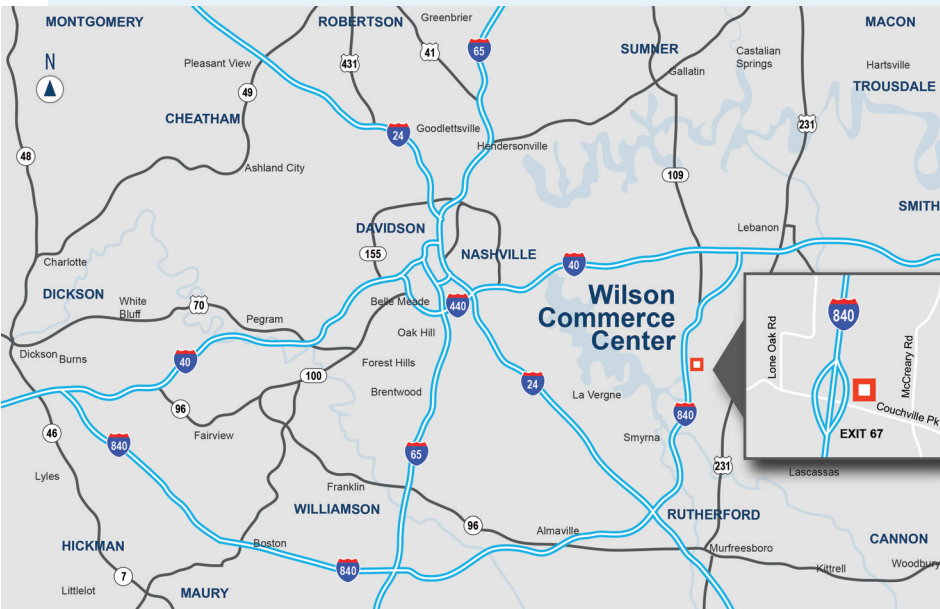 MONTGOMERY
ROBERTSON
Greenbrier
MACON
65
41
SUMNER
Castalian
Springs
N
Pleasant View
431
Gallatin
Hartsville
TROUSDALE
49
CHEATHAM
24
Goodlettsville
231
Hendersonville
48
Ashland City
109
SMITH
DAVIDSON
Lebanon
155
NASHVILLE
Charlotte
40
DICKSON
White
Bluff
70
Belle Meade
440
Wilson
Commerce
Center
Pegram
Oak Hill
840
Lone Oak Rd
McCreary Rd
Dickson
Burns
40
Forest Hills
100
Brentwood
24
La Vergne
Couchville Pk
96
840
EXIT 67
46
Fairview
Smyrna
840
65
231
Lyles
Lascassas
Franklin
WILLIAMSON
RUTHERFORD
96
Almaville
CANNON
HICKMAN
Boston
Murfreesboro
840
Kittrell
Woodbury
7
Littlelot
MAURY